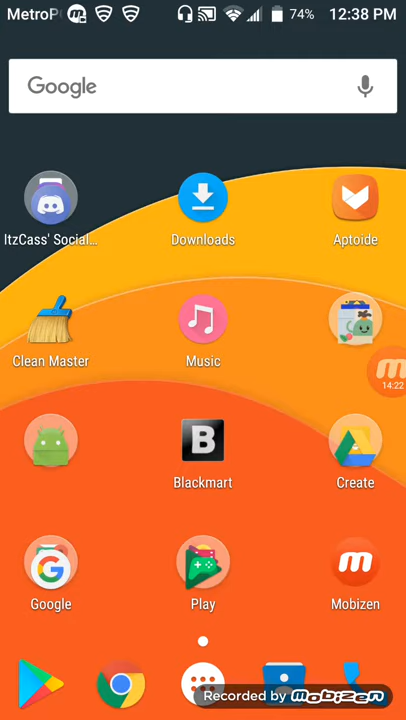 MetroP
74%
12:38 PM
Google
ItzCass' Social...
Downloads
Aptoide
Clean Master
Music
14:22
B
Blackmart
Create
Google
Play
Mobizen
Recorded by mobizen